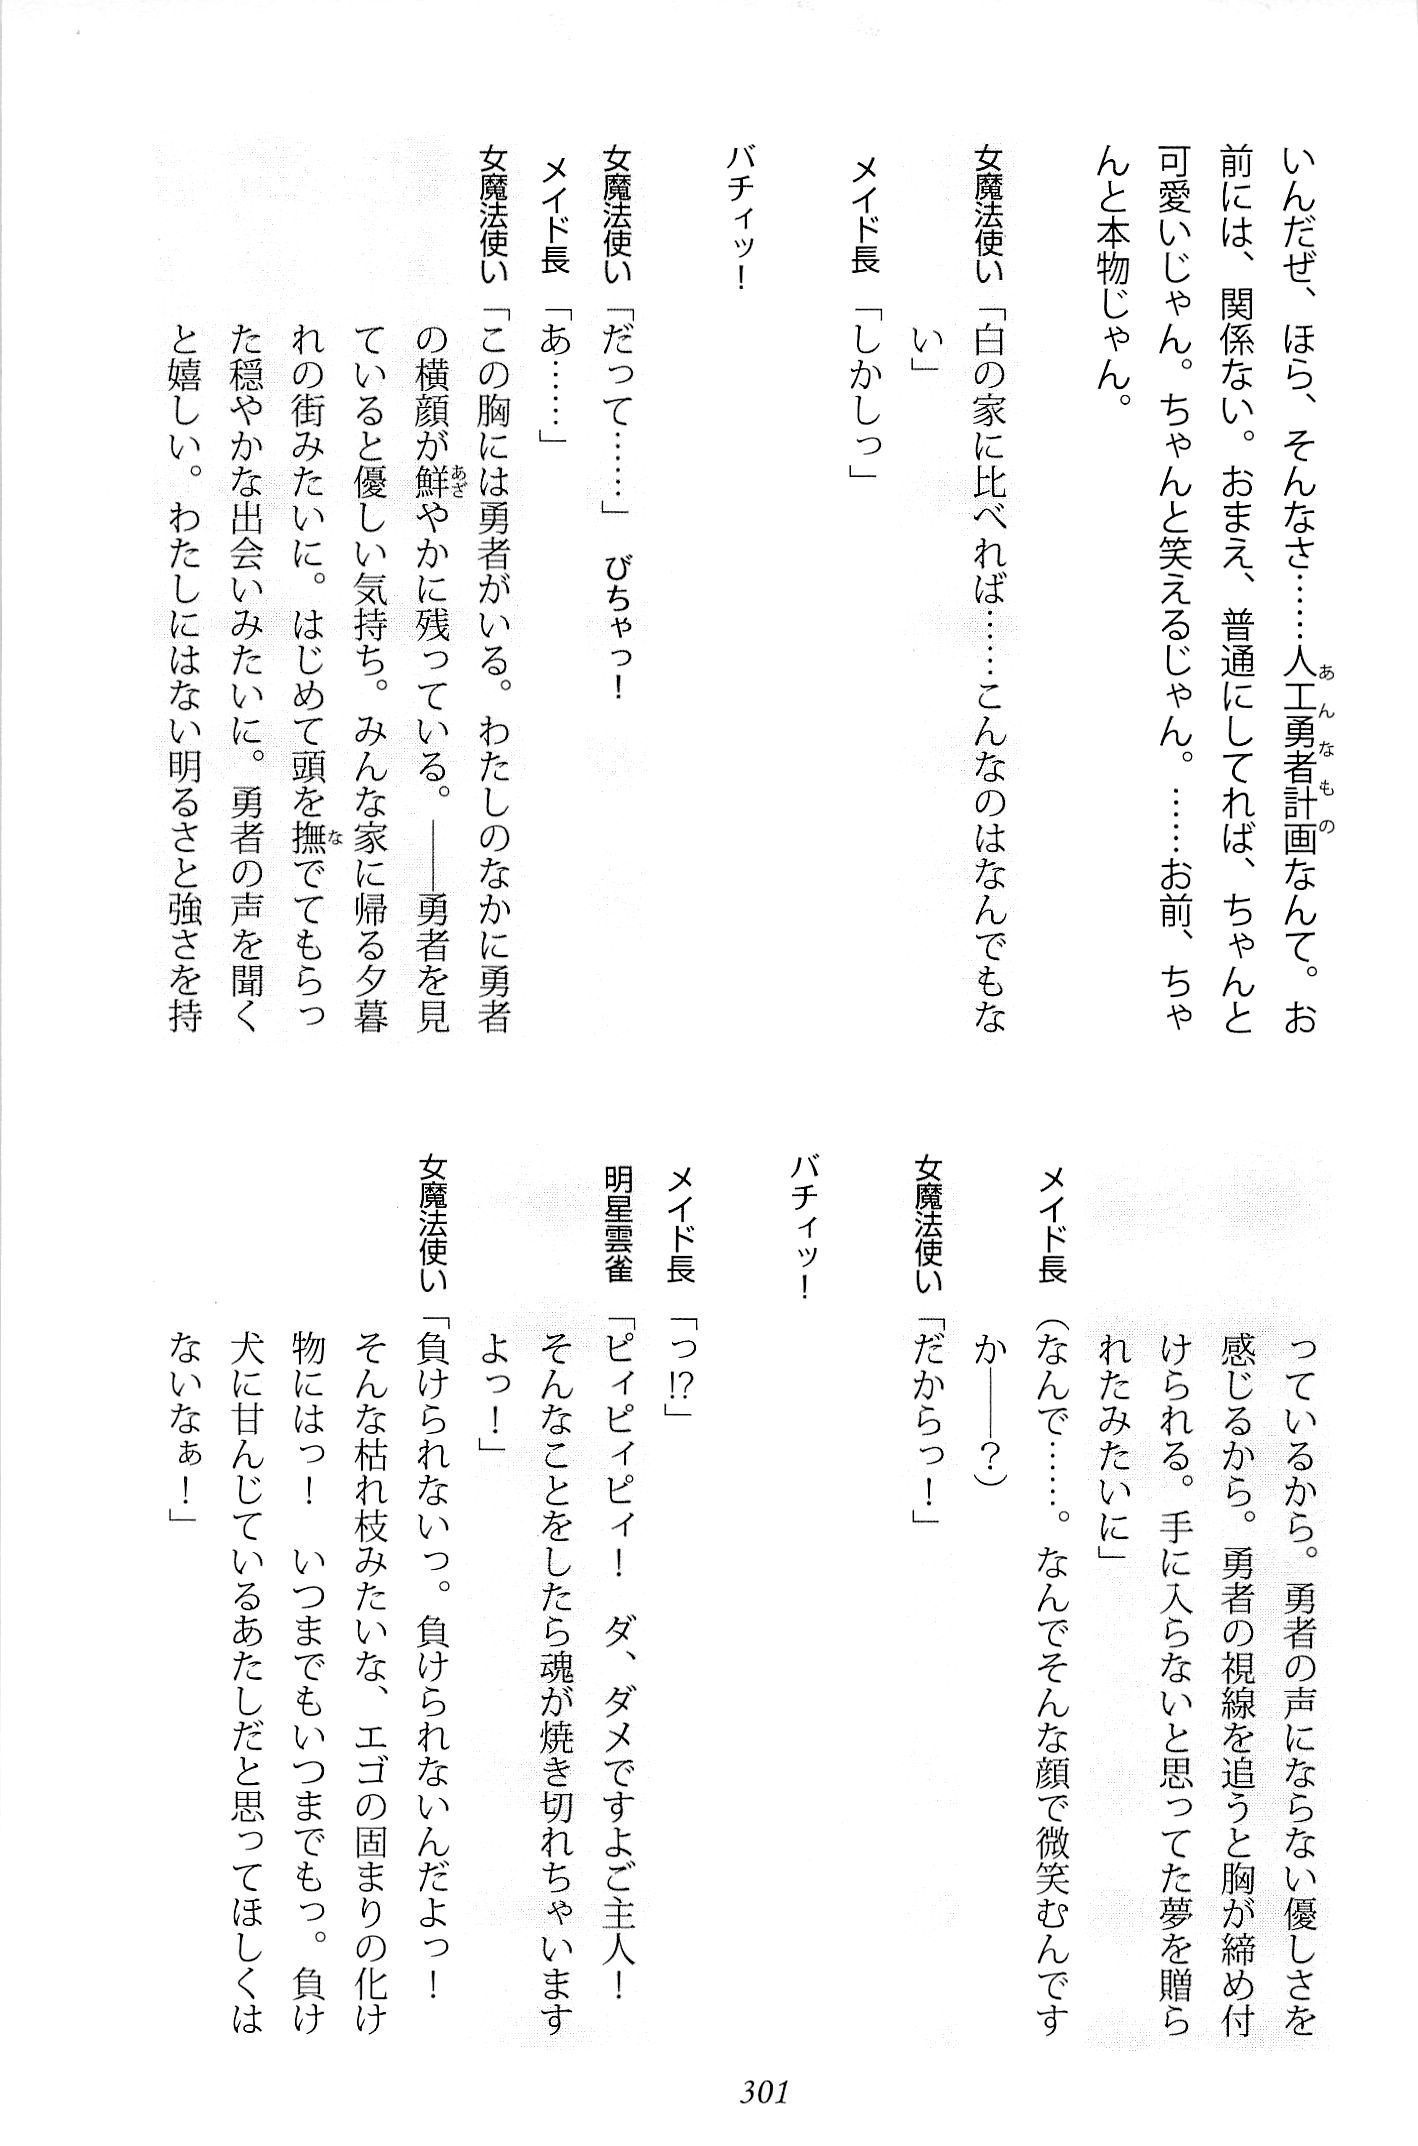 いんだぜ、ほら、そんなさ……人工勇者計画なんて。お
あんなもの
前には、関係ない。おまえ、普通にしてれば、ちゃんと
可愛いじゃん。ちゃんと笑えるじゃん。……お前、ちゃ
んと本物じゃん。
女魔法使い「白の家に比べれば……こんなのはなんでもな
い」
メイド長「しかしっ」
バチィッ！
女魔法使い「だって……」　びちゃっ！
メイド長「あ……」
女魔法使い「この胸には勇者がいる。わたしのなかに勇者
の横顔が鮮やかに残っている。――勇者を見
あざ
ていると優しい気持ち。みんな家に帰る夕暮
れの街みたいに。はじめて頭を撫でてもらっ
な
た穏やかな出会いみたいに。勇者の声を聞く
と嬉しい。わたしにはない明るさと強さを持
っているから。勇者の声にならない優しさを
感じるから。勇者の視線を追うと胸が締め付
けられる。手に入らないと思ってた夢を贈ら
れたみたいに」
メイド長（なんで……。なんでそんな顔で微笑むんです
か――？）
女魔法使い「だからっ！」
バチィッ！
メイド長「っ!?」
明星雲雀「ピィピィピィ！　ダ、ダメですよご主人！
そんなことをしたら魂が焼き切れちゃいます
よっ！」
女魔法使い「負けられないっ。負けられないんだよっ！
そんな枯れ枝みたいな、エゴの固まりの化け
物にはっ！　いつまでもいつまでもっ。負け
犬に甘んじているあたしだと思ってほしくは
ないなぁ！」
301